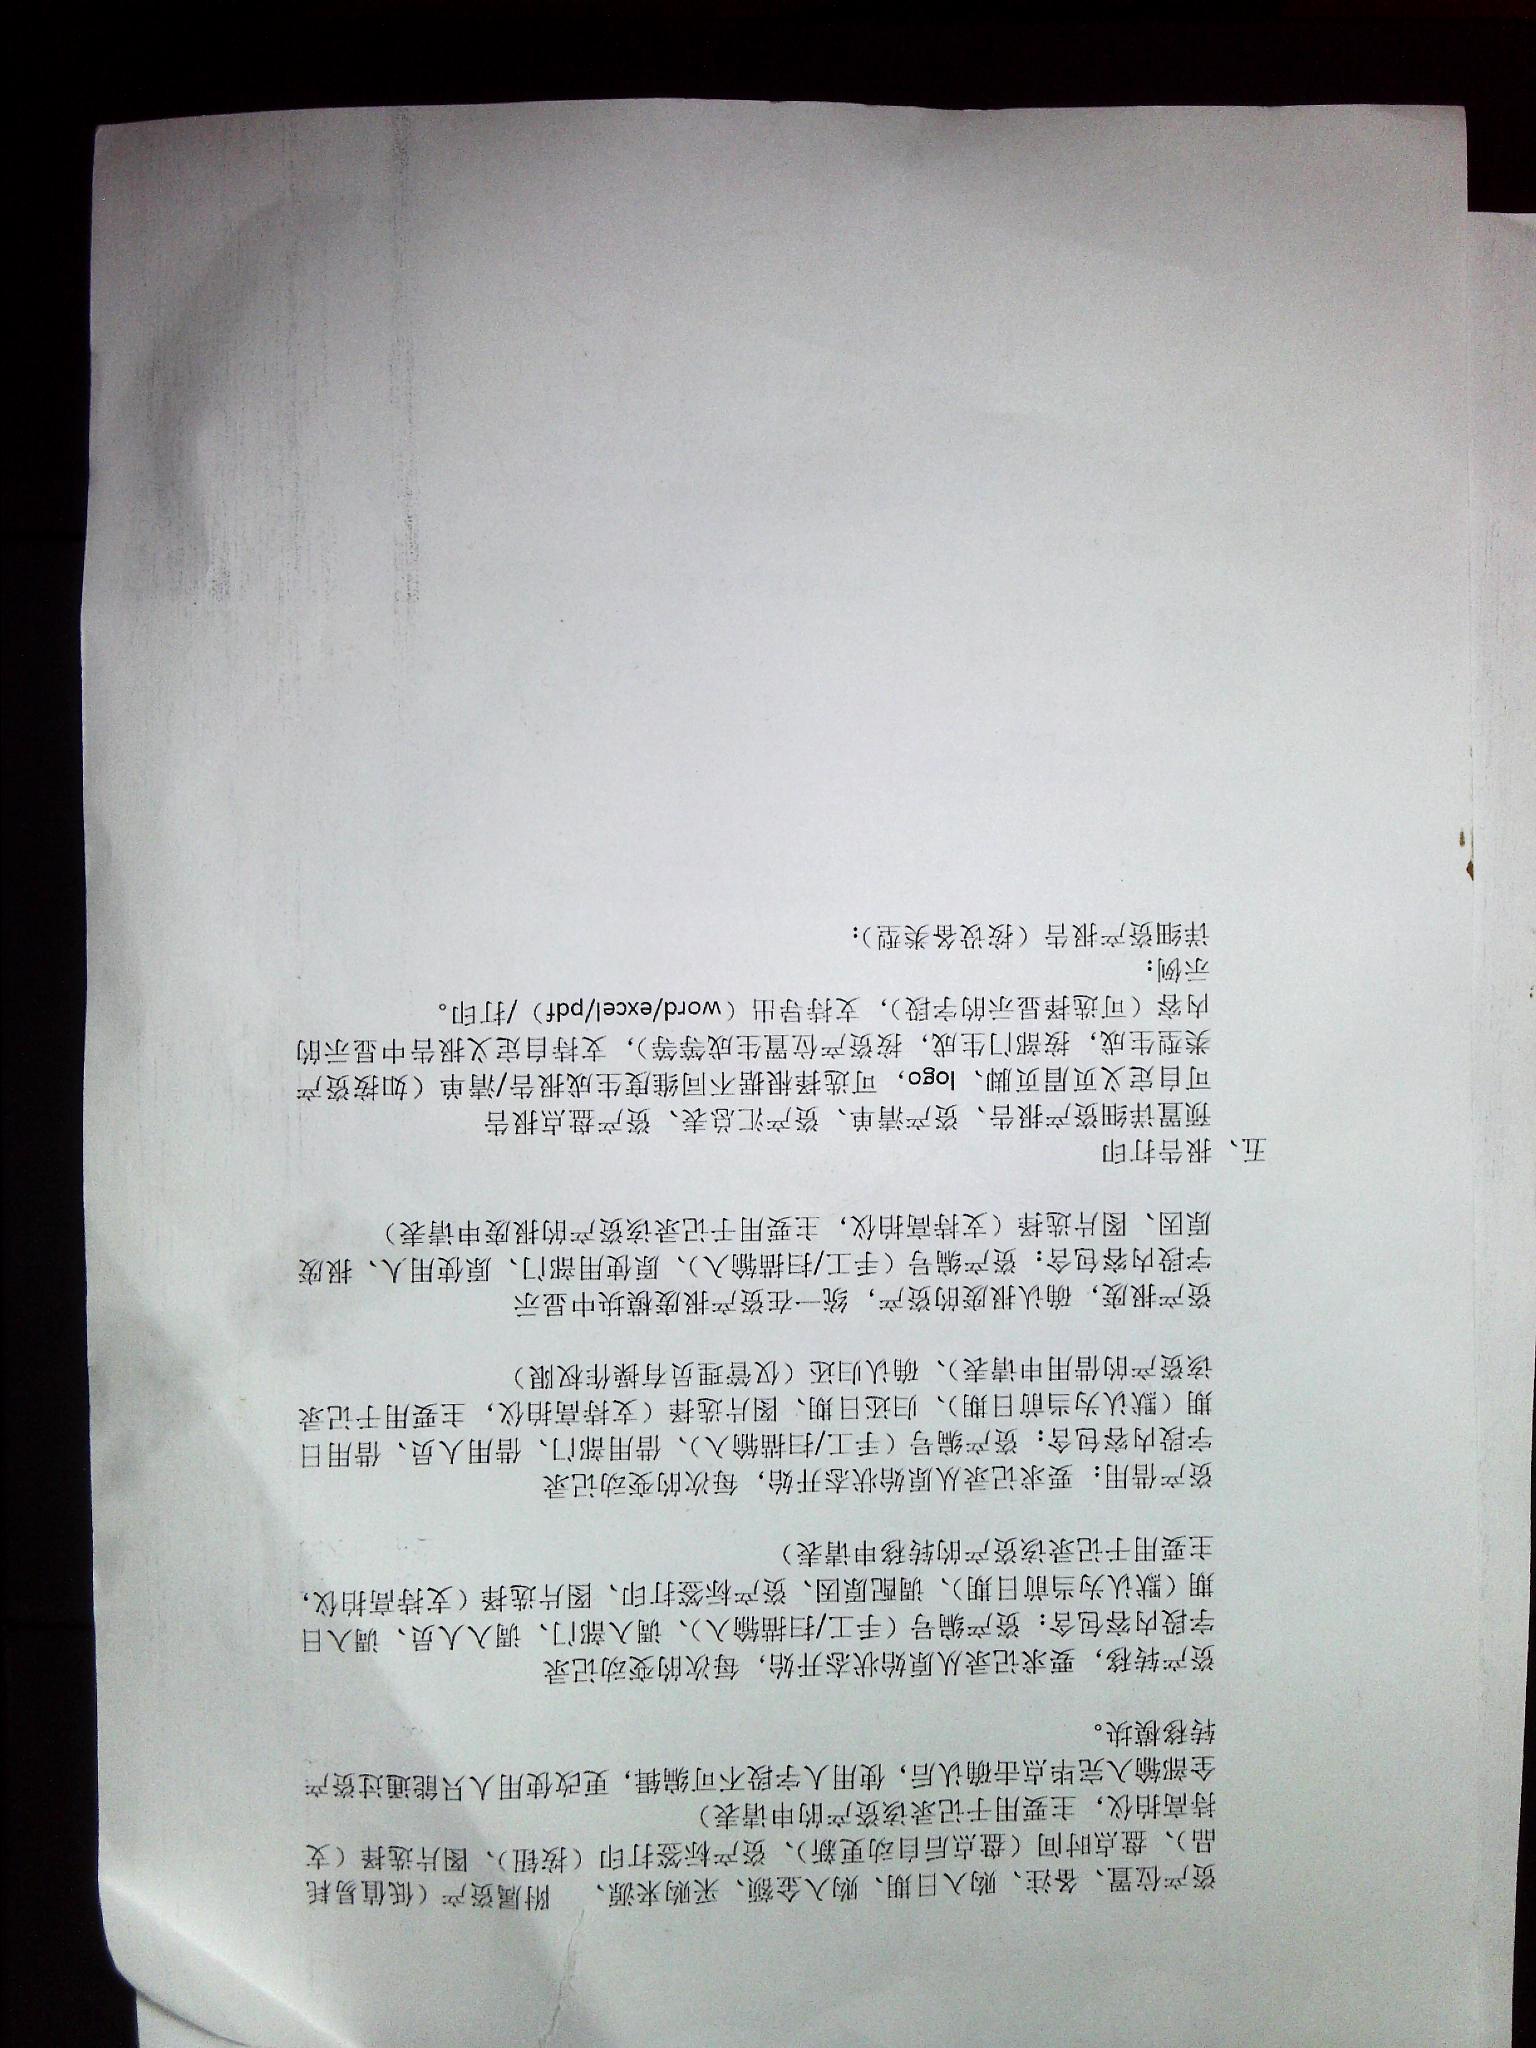 资产位置、备注、购入日期、购入金额、采购来源、 附属资产（低值易耗
品）、盘点时间（盘点后自动更新）、资产标签打印（按钮）、图片选择（支
持高拍仪，主要用于记录该资产的申请表）
全部输入完毕点击确认后，使用人字段不可编辑，更改使用人只能通过资产
转移模块。
资产转移，要求记录从原始状态开始，每次的变动记录
字段内容包含：资产编号（手工/扫描输入）、调入部门、调入人员、调入日
期（默认为当前日期）、调配原因、资产标签打印、图片选择（支持高拍仪，
主要用于记录该资产的转移申请表）
资产借用：要求记录从原始状态开始，每次的变动记录
字段内容包含：资产编号（手工/扫描输入）、借用部门、借用人员、借用日
期（默认为当前日期）、归还日期、图片选择（支持高拍仪，主要用于记录
该资产的借用申请表）、确认归还（仅管理员有操作权限）
资产报废，确认报废的资产，统一在资产报废模块中显示
字段内容包含：资产编号（手工/扫描输入）、原使用部门、原使用人、报废
原因、图片选择（支持高拍仪，主要用于记录该资产的报废申请表）
五、报告打印
预置详细资产报告、资产清单、资产汇总表、资产盘点报告
可自定义页眉页脚、logo，可选择根据不同维度生成报告/清单（如按资产
类型生成，按部门生成，按资产位置生成等等），支持自定义报告中显示的
内容（可选择显示的字段），支持导出（word/excel/pdf）/打印。
示例：
详细资产报告（按设备类型）：